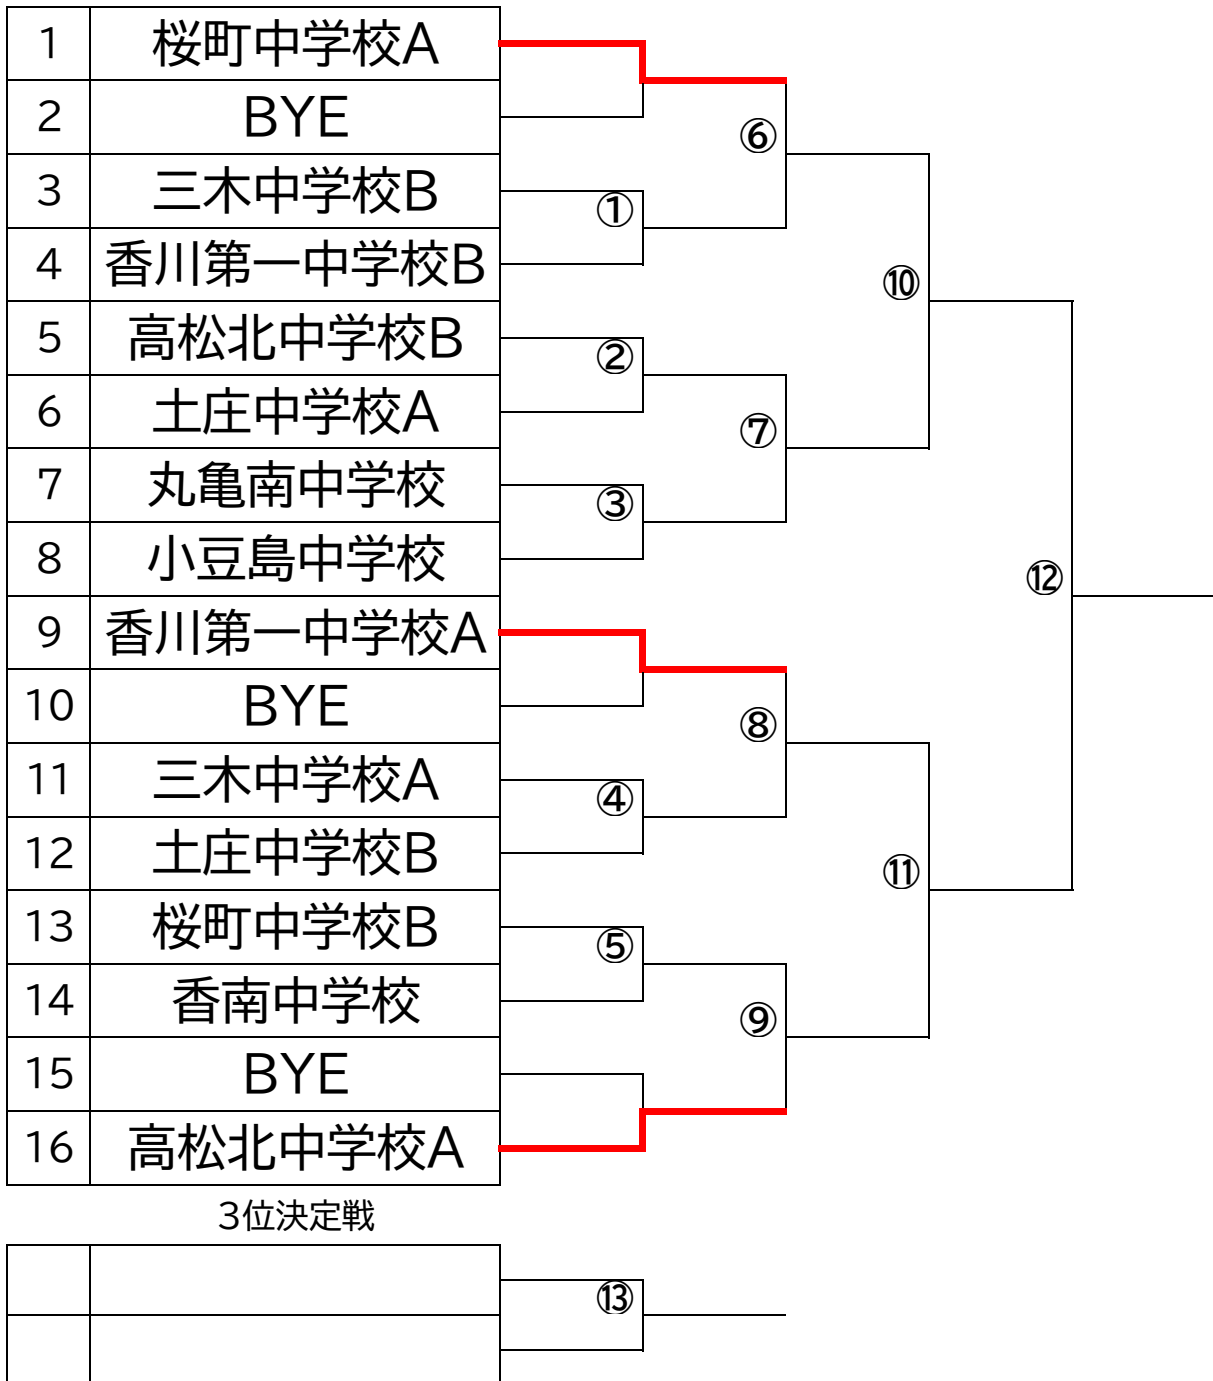 1 桜町中学校A
2 BYE
⑥
3 三木中学校B
①
4 香川第一中学校B
⑩
5 高松北中学校B
②
6 土庄中学校A
⑦
7 丸亀南中学校
③
8 小豆島中学校
⑫
9 香川第一中学校A
10 BYE
⑧
11 三木中学校A
④
12 土庄中学校B
⑪
13 桜町中学校B
⑤
14 香南中学校
⑨
15 BYE
16 高松北中学校A
3位決定戦
⑬